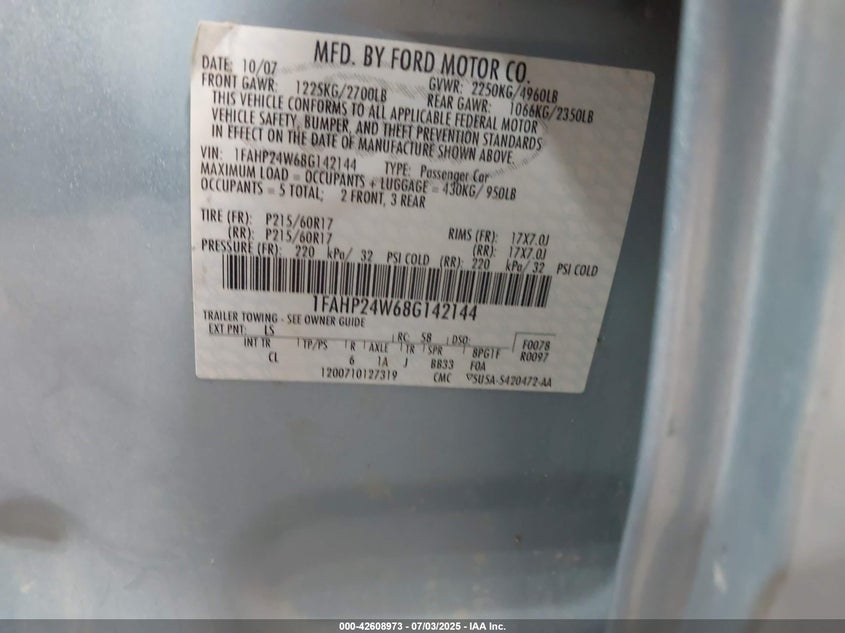 MFD. BY FORD MOTOR CO.
DATE: 10/07 GVWR: 2250KG/4960LB
FRONT GAWR: 1225KG/2700LB REAR GAWR: 1066KG/2350LB
THIS VEHICLE CONFORMS TO ALL APPLICABLE FEDERAL MOTOR
VEHICLE SAFETY, BUMPER, AND THEFT PREVENTION STANDARDS
IN EFFECT ON THE DATE OF MANUFACTURE SHOWN ABOVE.
VIN: 1FAHP24W68G142144 TYPE: Passenger Car
MAXIMUM LOAD = OCCUPANTS + LUGGAGE = 430KG/ 950LB
OCCUPANTS = 5 TOTAL; 2 FRONT, 3 REAR
TIRE (FR): P215/60R17 RIMS (FR): 17X7.0J
(RR): P215/60R17 (RR): 17X7.0J
PRESSURE (FR): 220 kPa/ 32 PSI COLD (RR): 220 kPa/ 32 PSI COLD
1FAHP24W68G142144
TRAILER TOWING - SEE OWNER GUIDE
EXT PNT: LS RC: 58 DSO: F0078
INT TR TP/PS R AXLE TR SPR BPG1F R0097
CL 6 1A J BB33 FOA
1200710127319 CMC 5U5A-5420472-AA
000-42608973 - 07/03/2025 - IAA Inc.